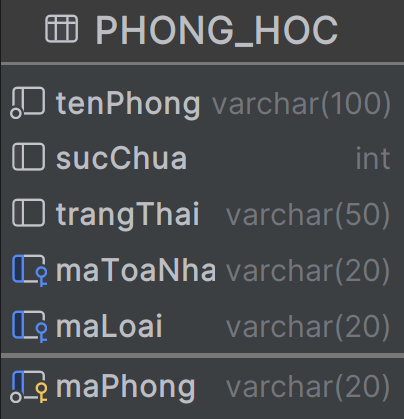 PHONG_HOC
tenPhong varchar(100)
sucChua int
trangThai varchar(50)
maToaNha varchar(20)
maLoai varchar(20)
maPhong varchar(20)